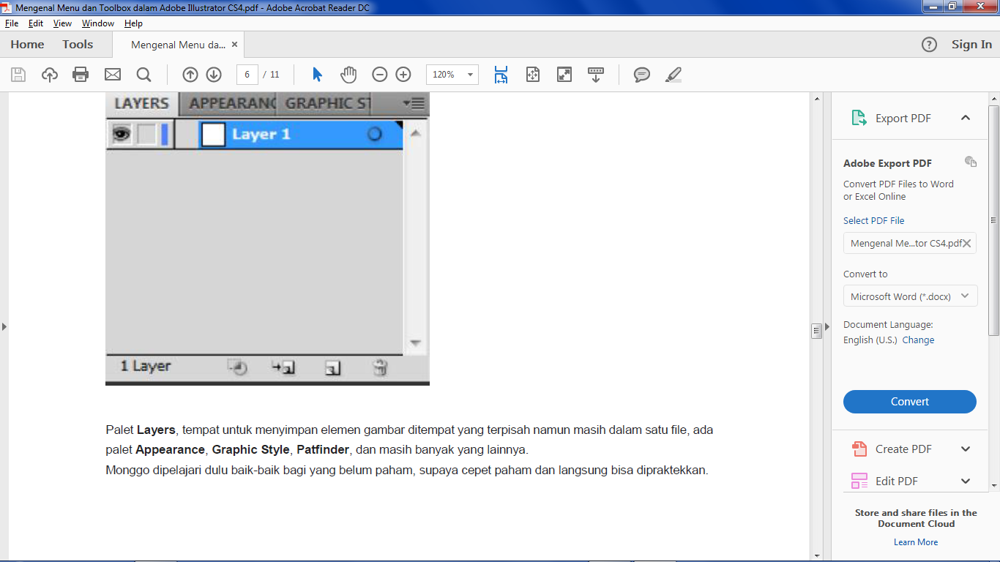 Mengenal Menu dan Toolbox dalam Adobe Illustrator CS4.pdf - Adobe Acrobat Reader DC
File Edit View Window Help
Home Tools Mengenal Menu da... × Sign In
6 / 11 120%
LAYERS APPEARANC GRAPHIC ST
Layer 1
1 Layer
Palet Layers, tempat untuk menyimpan elemen gambar ditempat yang terpisah namun masih dalam satu file, ada
palet Appearance, Graphic Style, Patfinder, dan masih banyak yang lainnya.
Monggo dipelajari dulu baik-baik bagi yang belum paham, supaya cepet paham dan langsung bisa dipraktekkan.
Export PDF
Adobe Export PDF
Convert PDF Files to Word
or Excel Online
Select PDF File
Mengenal Me...tor CS4.pdf
Convert to
Microsoft Word (*.docx)
Document Language:
English (U.S.) Change
Convert
Create PDF
Edit PDF
Store and share files in the
Document Cloud
Learn More